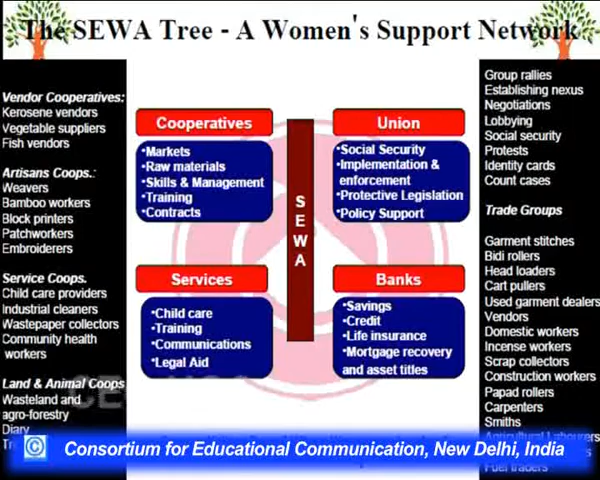 The SEWA Tree - A Women's Support Network
Vendor Cooperatives:
Kerosene vendors
Vegetable suppliers
Fish vendors
Artisans Coops.:
Weavers
Bamboo workers
Block printers
Patchworkers
Embroiderers
Service Coops.
Child care providers
Industrial cleaners
Wastepaper collectors
Community health
workers
Land & Animal Coops
Wasteland and
agro-forestry
Diary
Cooperatives
•Markets
•Raw materials
•Skills & Management
•Training
•Contracts
Union
•Social Security
•Implementation &
enforcement
•Protective Legislation
•Policy Support
SEWA
Services
•Child care
•Training
•Communications
•Legal Aid
Banks
•Savings
•Credit
•Life insurance
•Mortgage recovery
and asset titles
Group rallies
Establishing nexus
Negotiations
Lobbying
Social security
Protests
Identity cards
Count cases
Trade Groups
Garment stitches
Bidi rollers
Head loaders
Cart pullers
Used garment dealers
Vendors
Domestic workers
Incense workers
Scrap collectors
Construction workers
Papad rollers
Carpenters
Smiths
Agricultural Labourers
Fuel traders
© Consortium for Educational Communication, New Delhi, India